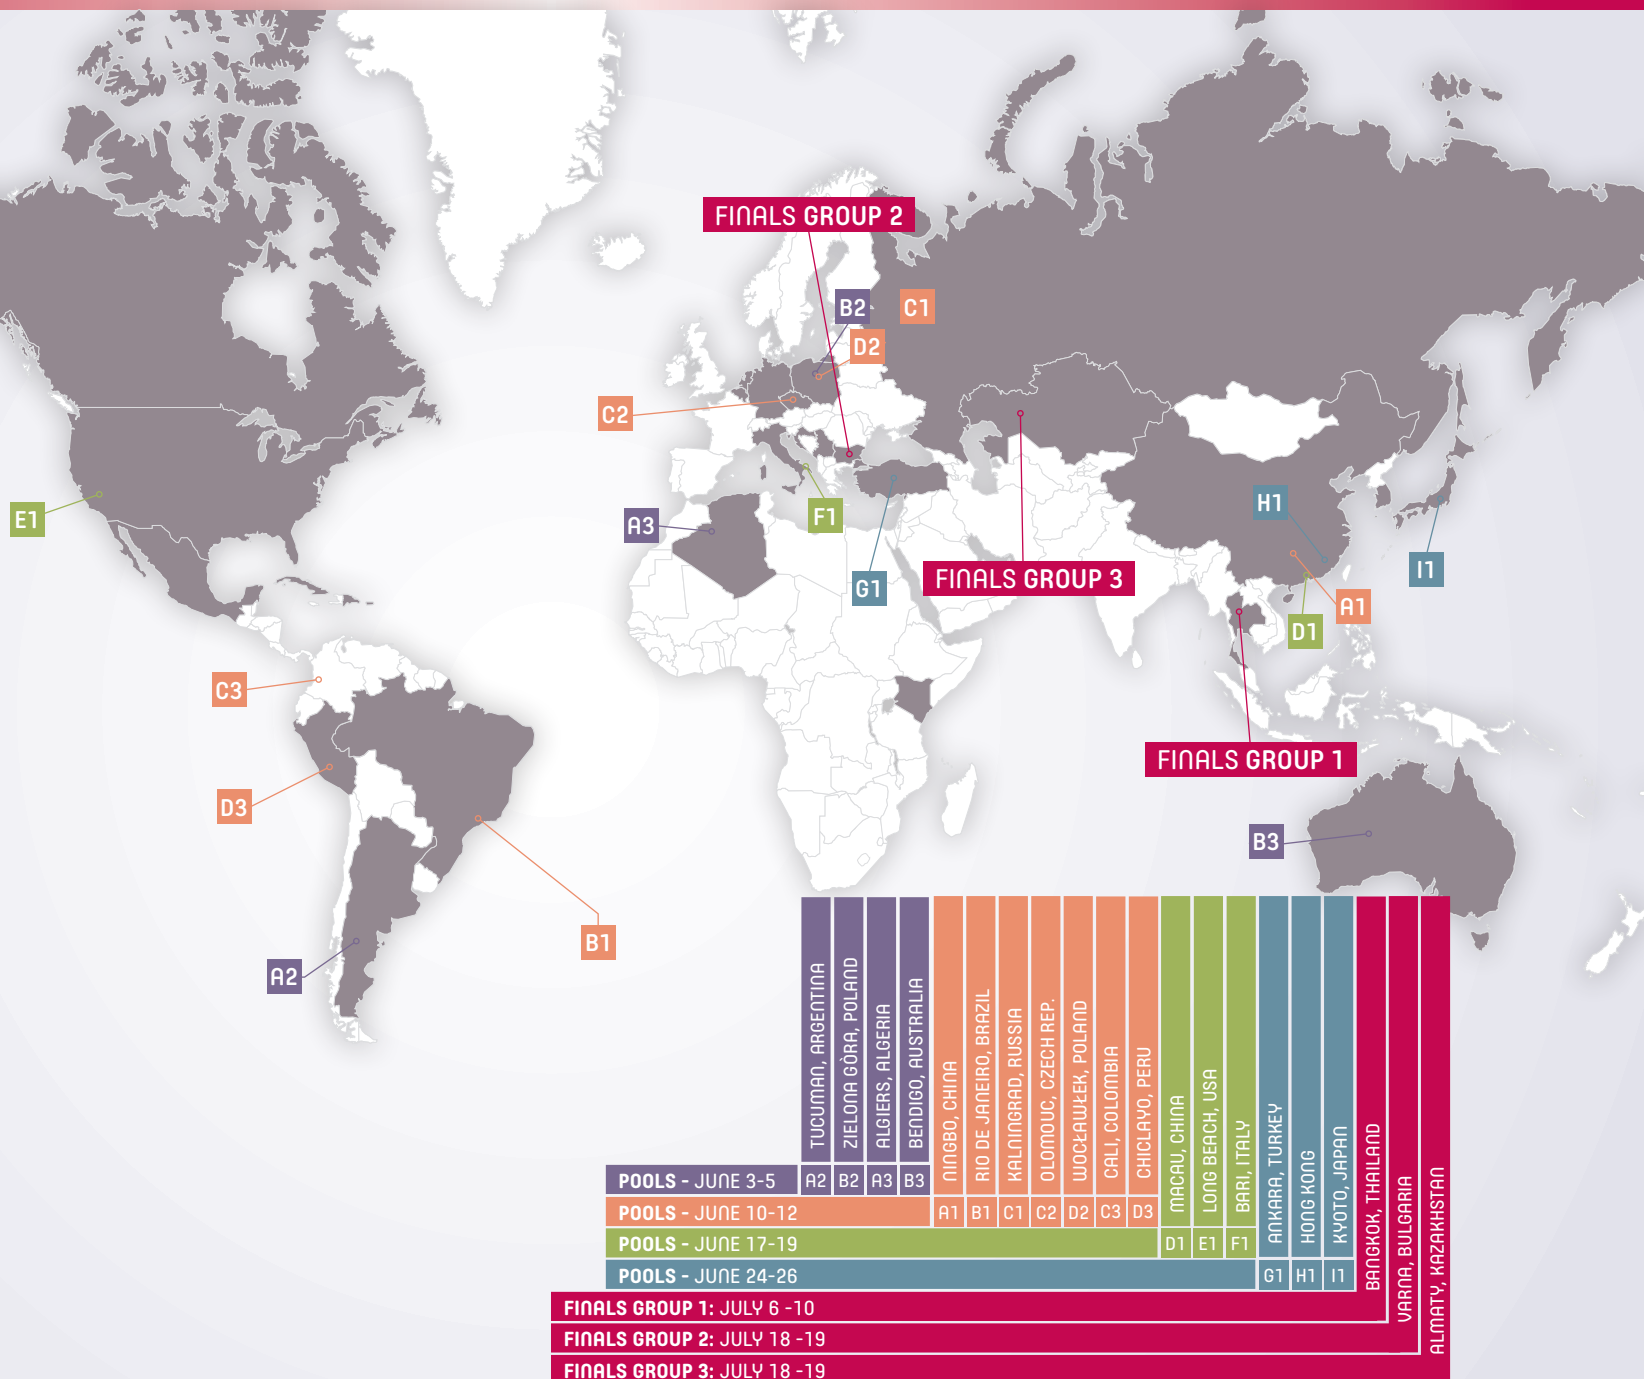 FINALS GROUP 2
B2
C1
D2
C2
E1
A3
F1
H1
I1
G1
FINALS GROUP 3
A1
D1
C3
FINALS GROUP 1
D3
B3
B1
A2
TUCUMAN, ARGENTINA
ZIELONA GÓRA, POLAND
ALGIERS, ALGERIA
BENDIGO, AUSTRALIA
NINGBO, CHINA
RIO DE JANEIRO, BRAZIL
KALNINGRAD, RUSSIA
OLOMOUC, CZECH REP.
WOCŁAWŁEK, POLAND
CALI, COLOMBIA
CHICLAYO, PERU
MACAU, CHINA
LONG BEACH, USA
BARI, ITALY
ANKARA, TURKEY
HONG KONG
KYOTO, JAPAN
BANGKOK, THAILAND
VARNA, BULGARIA
ALMATY, KAZAKHSTAN
POOLS - JUNE 3-5 A2 B2 A3 B3
POOLS - JUNE 10-12 A1 B1 C1 C2 D2 C3 D3
POOLS - JUNE 17-19 D1 E1 F1
POOLS - JUNE 24-26 G1 H1 I1
FINALS GROUP 1: JULY 6 -10
FINALS GROUP 2: JULY 18 -19
FINALS GROUP 3: JULY 18 -19